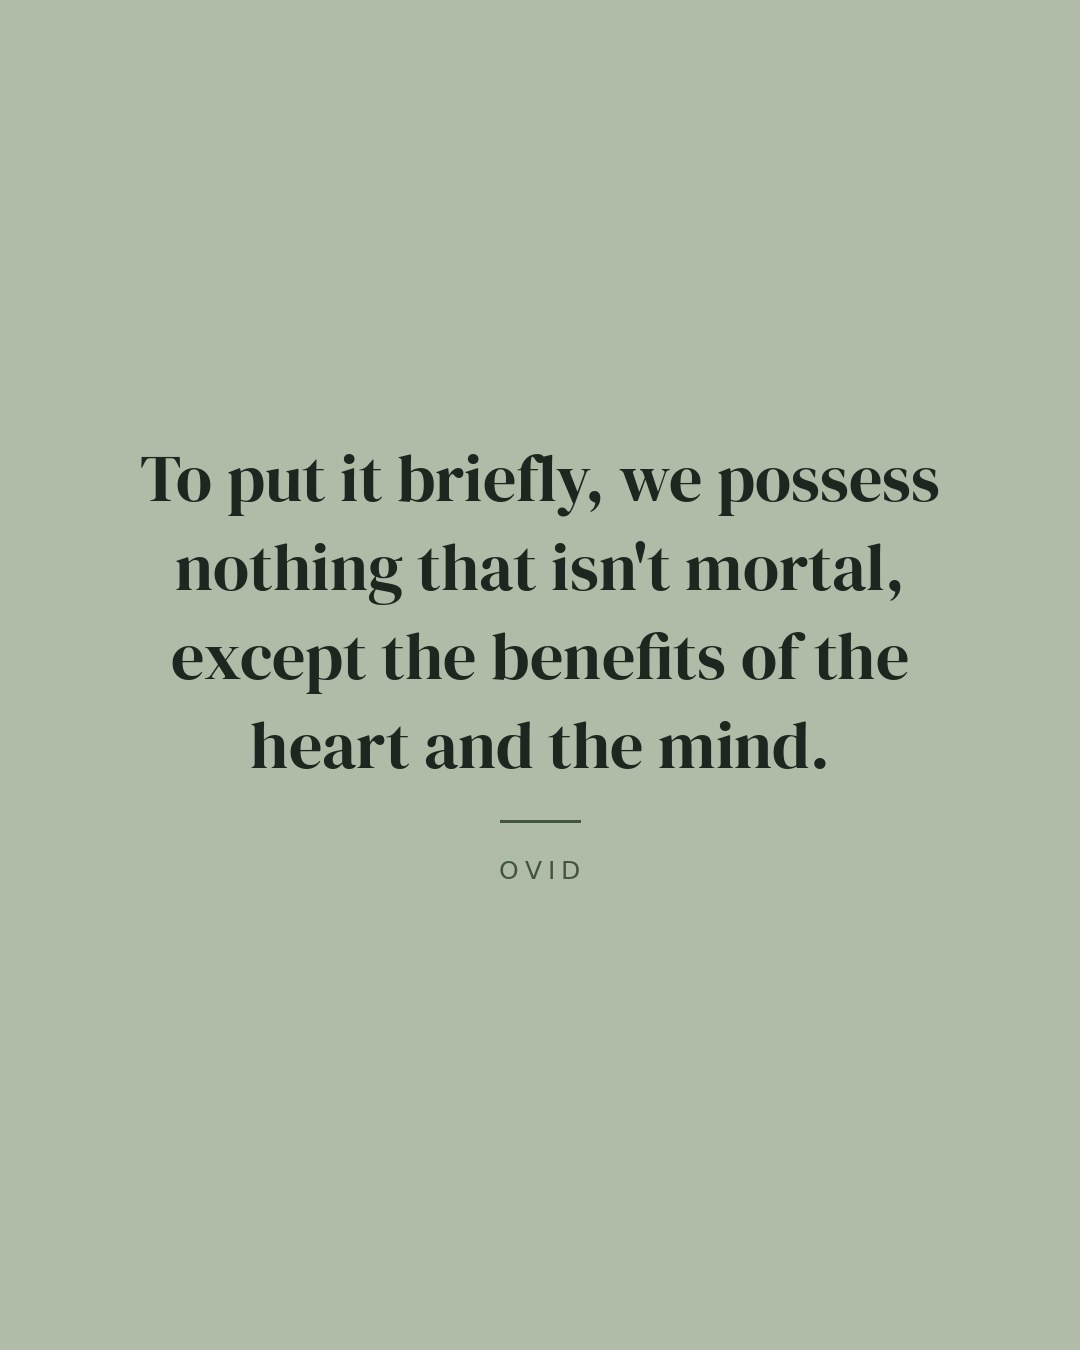 To put it briefly, we possess
nothing that isn't mortal,
except the benefits of the
heart and the mind.
OVID